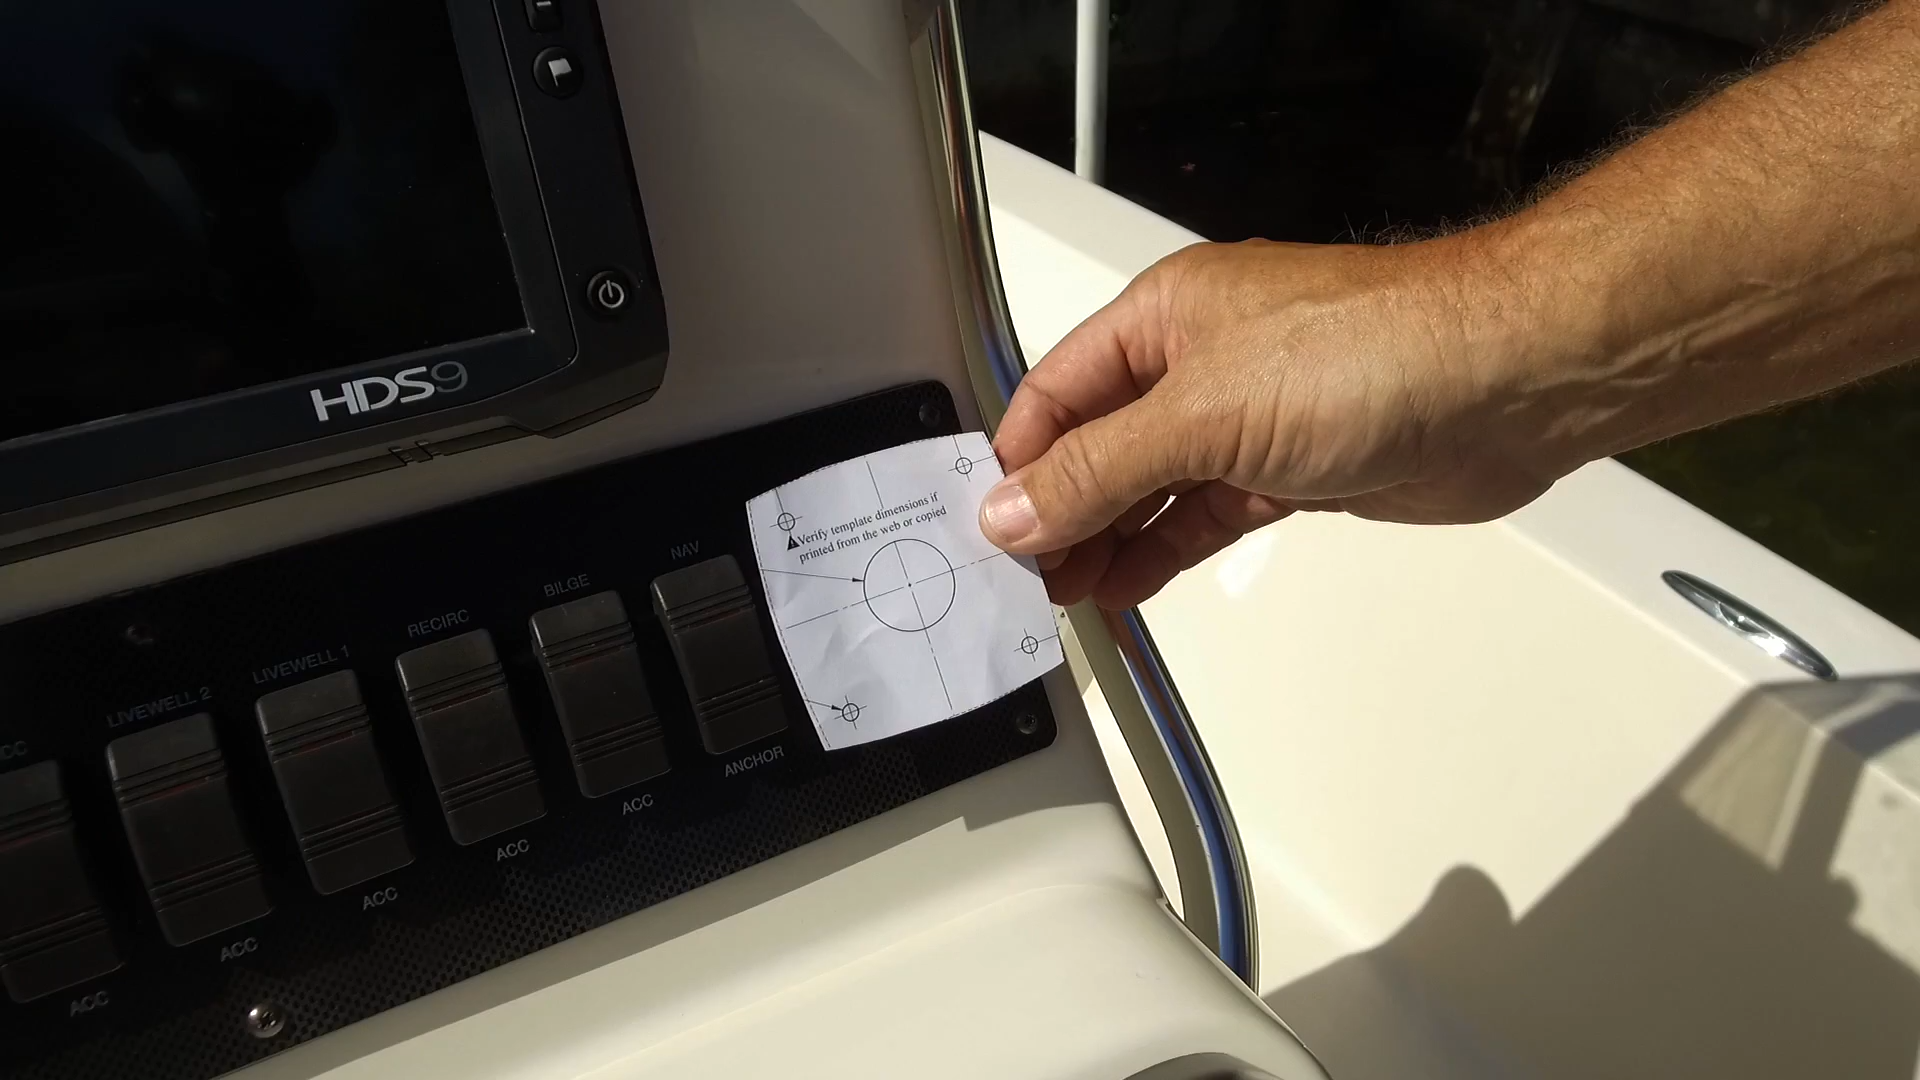 HDS9
Verify template dimensions if
printed from the web or copied
NAV
BILGE
RECIRC
LIVEWELL 1
LIVEWELL 2
ANCHOR
ACC
ACC
ACC
ACC
ACC